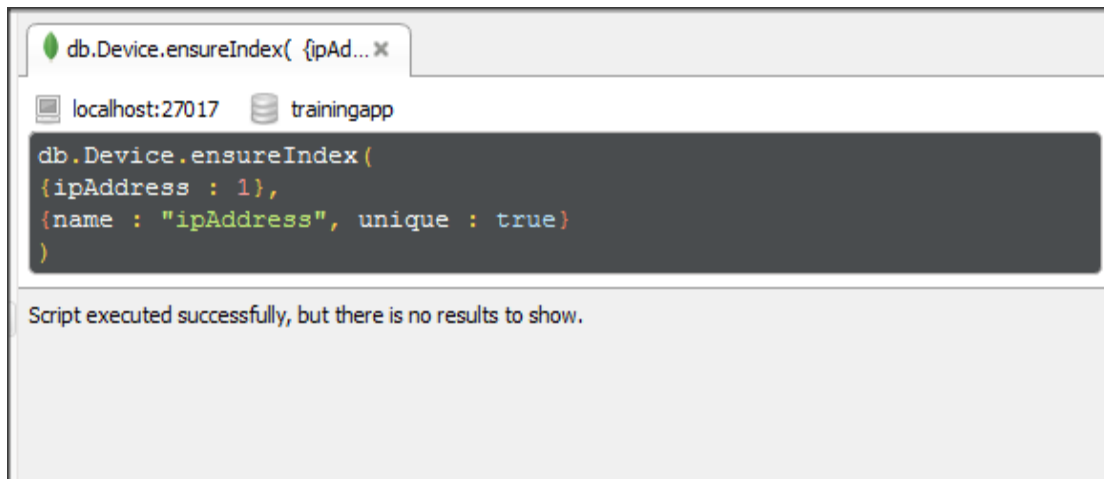 db.Device.ensureIndex( {ipAd...
localhost:27017 trainingapp
db.Device.ensureIndex(
{ipAddress : 1},
{name : "ipAddress", unique : true}
)
Script executed successfully, but there is no results to show.